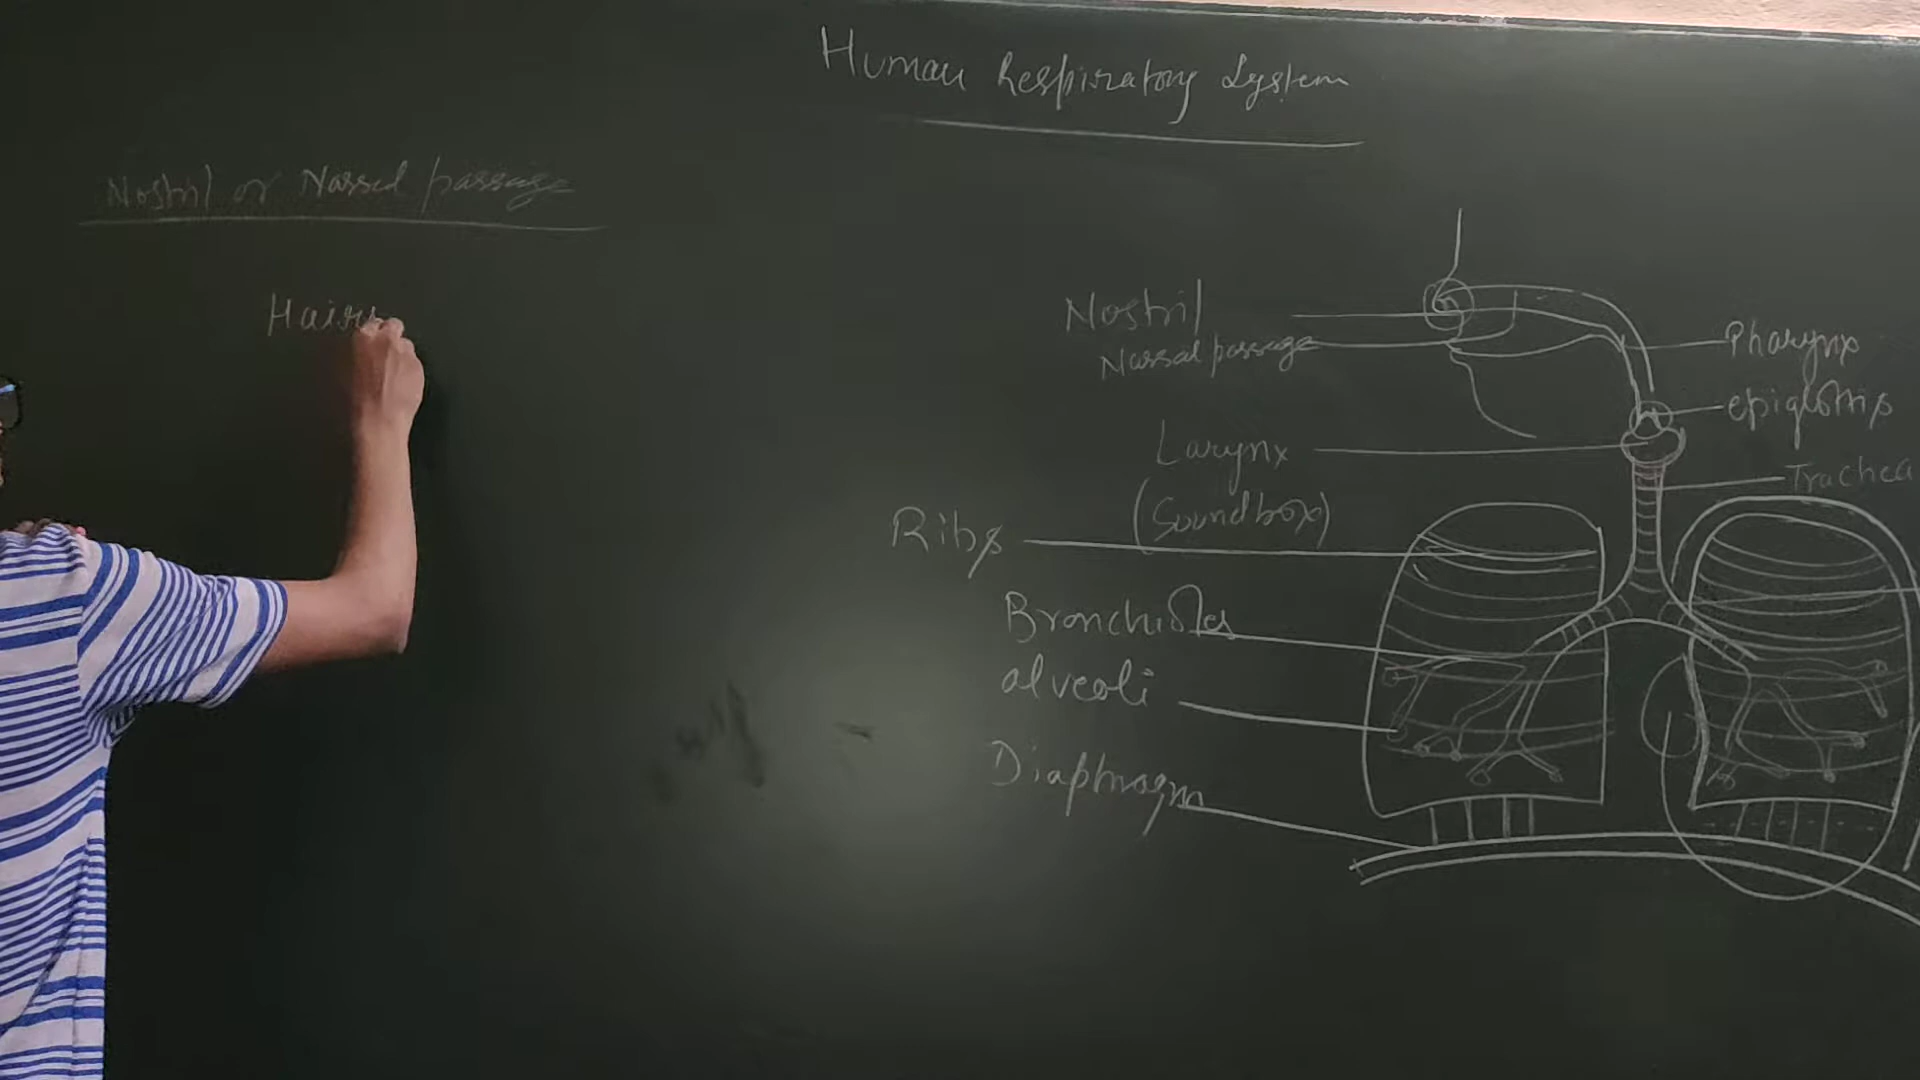 Human Respiratory System
Nostril or Nassal passage
Hair
Nostril
Nassal passage
Pharynx
epiglottis
Larynx
(Soundbox)
Trachea
Ribs
Bronchioles
alveoli
Diaphragm